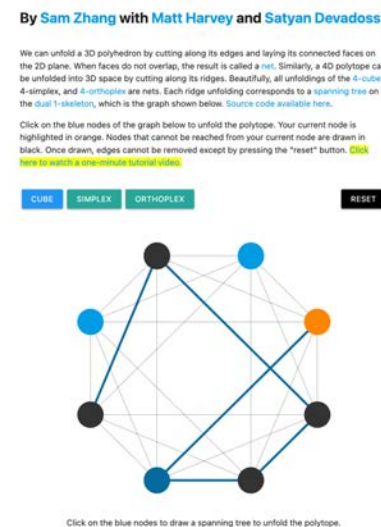 By Sam Zhang with Matt Harvey and Satyan Devadoss
We can unfold a 3D polyhedron by cutting along its edges and laying its connected faces on
the 2D plane. When faces do not overlap, the result is called a net. Similarly, a 4D polytope ca
be unfolded into 3D space by cutting along its ridges. Beautifully, all unfoldings of the 4-cube
4-simplex, and 4-orthoplex are nets. Each ridge unfolding corresponds to a spanning tree on
the dual 1-skeleton, which is the graph shown below. Source code available here.
Click on the blue nodes of the graph below to unfold the polytope. Your current node is
highlighted in orange. Nodes that cannot be reached from your current node are drawn in
black. Once drawn, edges cannot be removed except by pressing the "reset" button. Click
here to watch a one-minute tutorial video.
CUBE SIMPLEX ORTHOPLEX RESET
Click on the blue nodes to draw a spanning tree to unfold the polytope.